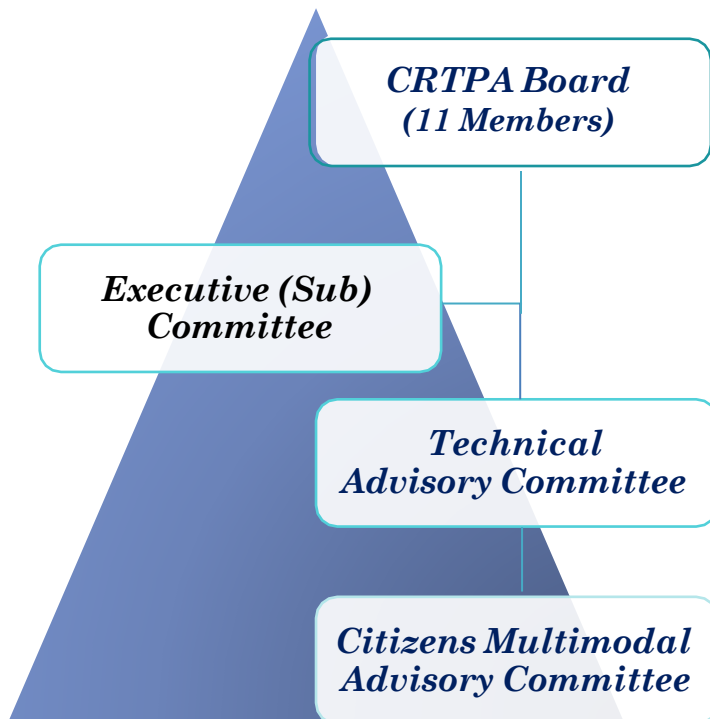 CRTPA Board
(11 Members)
Executive (Sub)
Committee
Technical
Advisory Committee
Citizens Multimodal
Advisory Committee